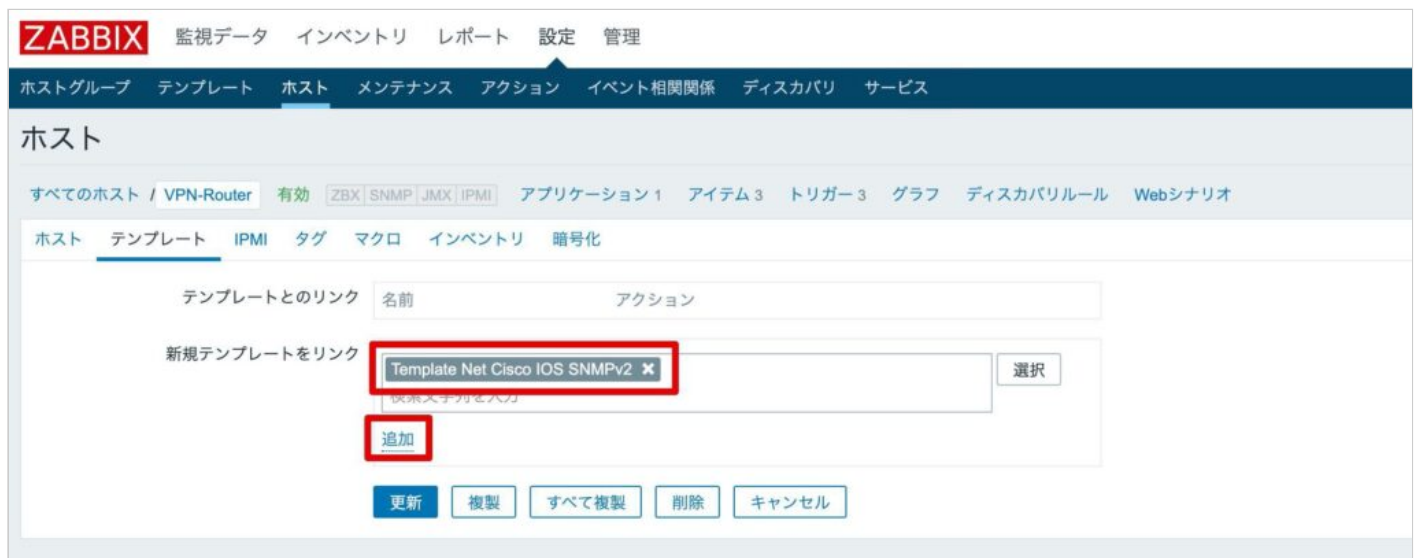 ZABBIX 監視データ インベントリ レポート 設定 管理
ホストグループ テンプレート ホスト メンテナンス アクション イベント相関関係 ディスカバリ サービス
ホスト
すべてのホスト / VPN-Router 有効 ZBX SNMP JMX IPMI アプリケーション 1 アイテム 3 トリガー 3 グラフ ディスカバリルール Webシナリオ
ホスト テンプレート IPMI タグ マクロ インベントリ 暗号化
テンプレートとのリンク 名前 アクション
新規テンプレートをリンク Template Net Cisco IOS SNMPv2 × 選択
検索文字列を入力
追加
更新 複製 すべて複製 削除 キャンセル